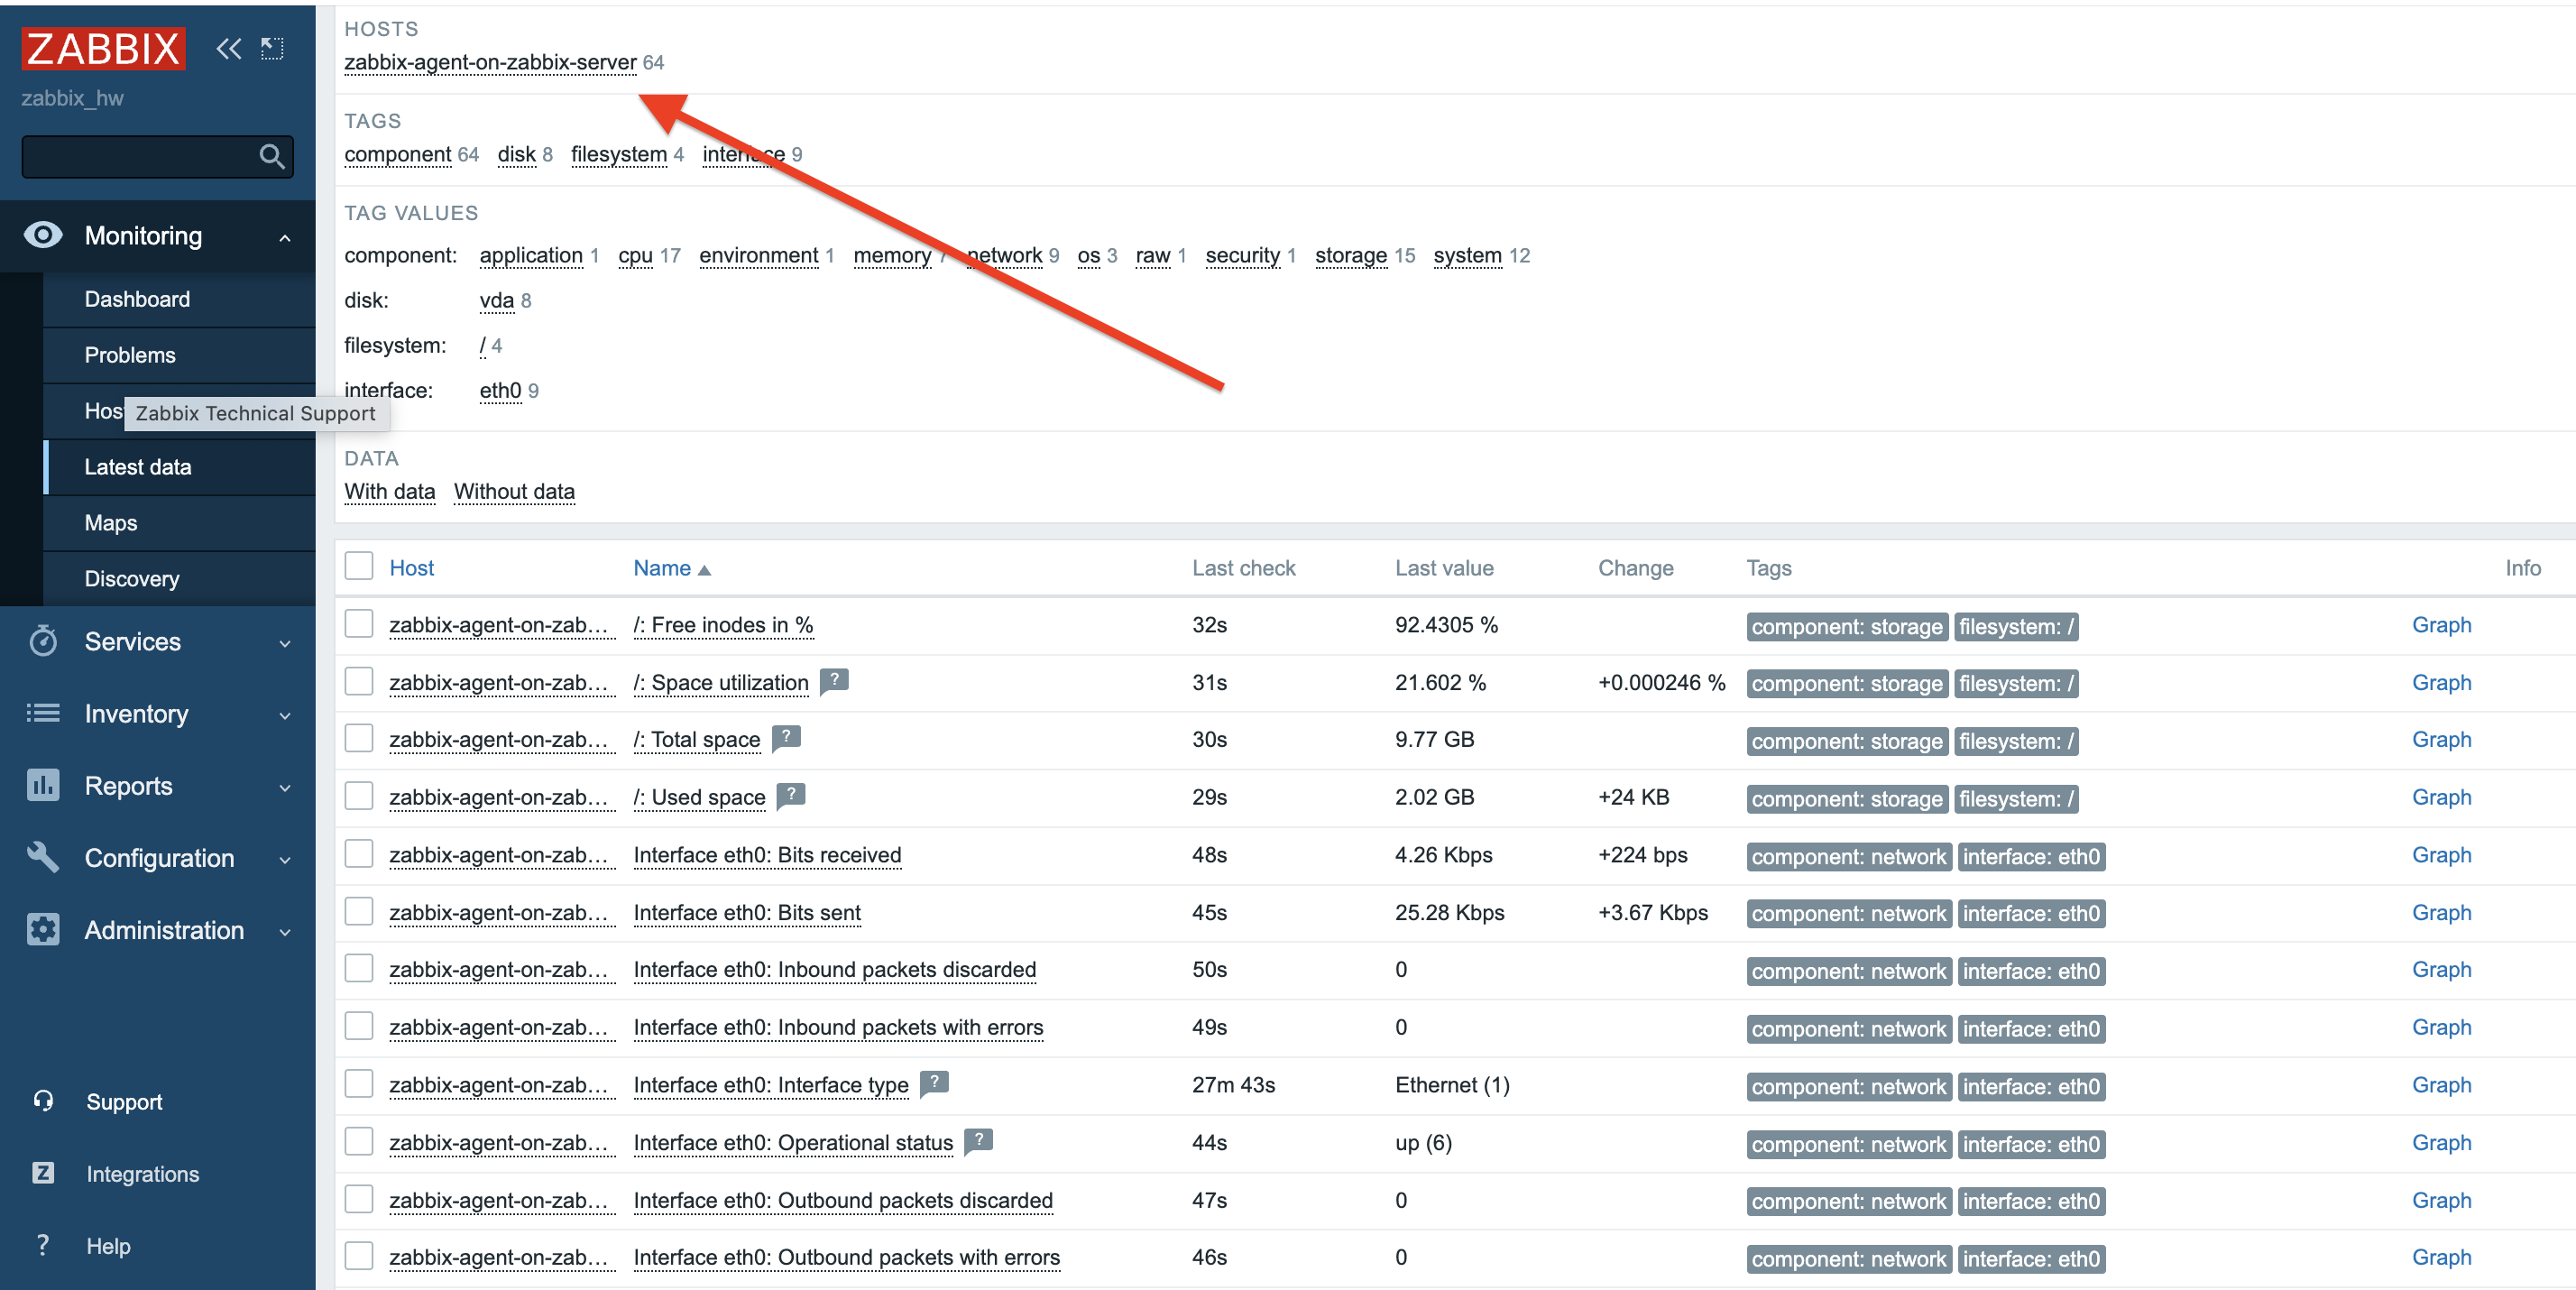 ZABBIX
zabbix_hw
Monitoring
Dashboard
Problems
Hos
Zabbix Technical Support
Latest data
Maps
Discovery
Services
Inventory
Reports
Configuration
Administration
Support
Integrations
Help
HOSTS
zabbix-agent-on-zabbix-server 64
TAGS
component 64 disk 8 filesystem 4 interface 9
TAG VALUES
component: application 1 cpu 17 environment 1 memory 7 network 9 os 3 raw 1 security 1 storage 15 system 12
disk: vda 8
filesystem: / 4
interface: eth0 9
DATA
With data Without data
Host Name Last check Last value Change Tags Info
zabbix-agent-on-zab... /: Free inodes in % 32s 92.4305 % component: storage filesystem: / Graph
zabbix-agent-on-zab... /: Space utilization ? 31s 21.602 % +0.000246 % component: storage filesystem: / Graph
zabbix-agent-on-zab... /: Total space ? 30s 9.77 GB component: storage filesystem: / Graph
zabbix-agent-on-zab... /: Used space ? 29s 2.02 GB +24 KB component: storage filesystem: / Graph
zabbix-agent-on-zab... Interface eth0: Bits received 48s 4.26 Kbps +224 bps component: network interface: eth0 Graph
zabbix-agent-on-zab... Interface eth0: Bits sent 45s 25.28 Kbps +3.67 Kbps component: network interface: eth0 Graph
zabbix-agent-on-zab... Interface eth0: Inbound packets discarded 50s 0 component: network interface: eth0 Graph
zabbix-agent-on-zab... Interface eth0: Inbound packets with errors 49s 0 component: network interface: eth0 Graph
zabbix-agent-on-zab... Interface eth0: Interface type ? 27m 43s Ethernet (1) component: network interface: eth0 Graph
zabbix-agent-on-zab... Interface eth0: Operational status ? 44s up (6) component: network interface: eth0 Graph
zabbix-agent-on-zab... Interface eth0: Outbound packets discarded 47s 0 component: network interface: eth0 Graph
zabbix-agent-on-zab... Interface eth0: Outbound packets with errors 46s 0 component: network interface: eth0 Graph